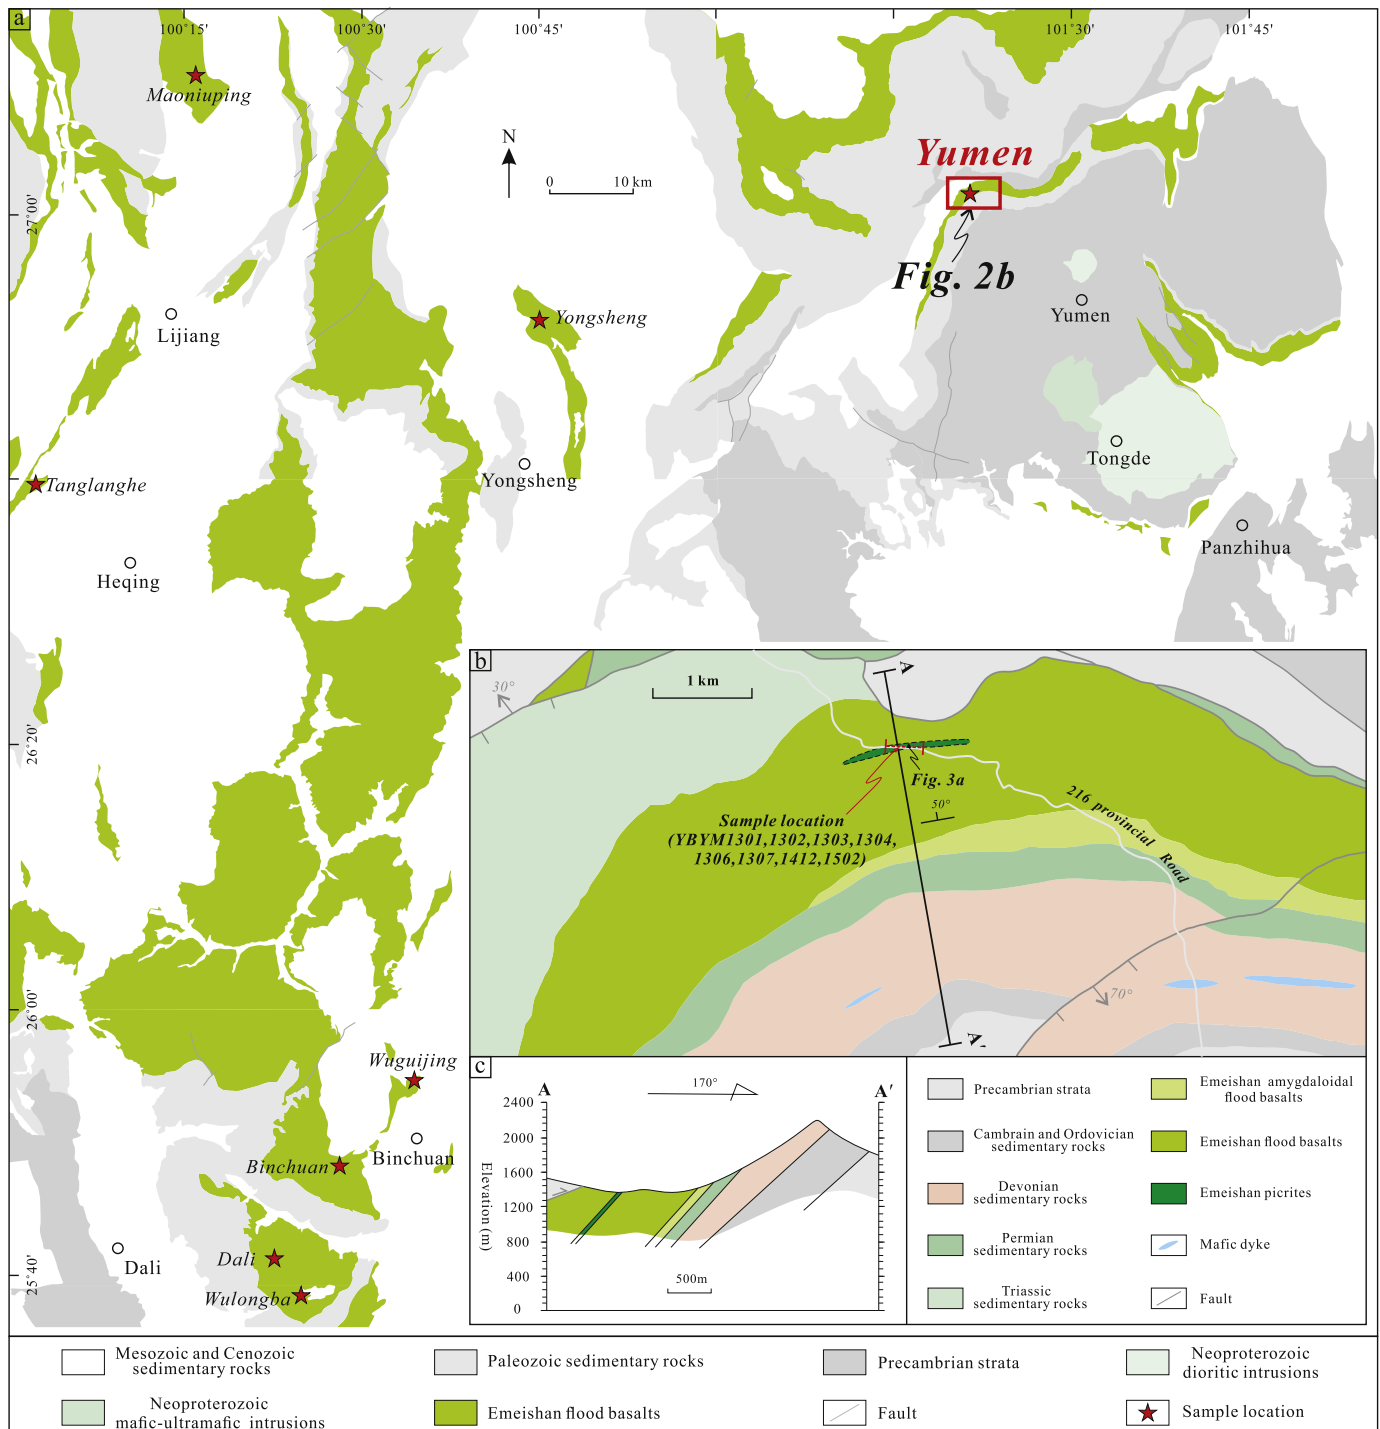 a
100°15'
100°30'
100°45'
101°30'
101°45'
Maoniuping
N
0
10 km
Yumen
27°00'
Fig. 2b
Yongsheng
Yumen
Lijiang
Tongde
Yongsheng
Tanglanghe
Panzhihua
Heqing
26°20'
26°00'
Wuguijing
Binchuan
Binchuan
Dali
Dali
Wulongba
25°40'
b
A
1 km
30°
Fig. 3a
50°
216 provincial Road
Sample location
(YBYM1301,1302,1303,1304,
1306,1307,1412,1502)
70°
A'
c
A
170°
A'
2400
2000
1600
1200
800
400
0
Elevation (m)
500m
Precambrian strata
Emeishan amygdaloidal
flood basalts
Cambrain and Ordovician
sedimentary rocks
Emeishan flood basalts
Devonian
sedimentary rocks
Emeishan picrites
Permian
sedimentary rocks
Mafic dyke
Triassic
sedimentary rocks
Fault
Mesozoic and Cenozoic
sedimentary rocks
Paleozoic sedimentary rocks
Precambrian strata
Neoproterozoic
dioritic intrusions
Neoproterozoic
mafic-ultramafic intrusions
Emeishan flood basalts
Fault
Sample location